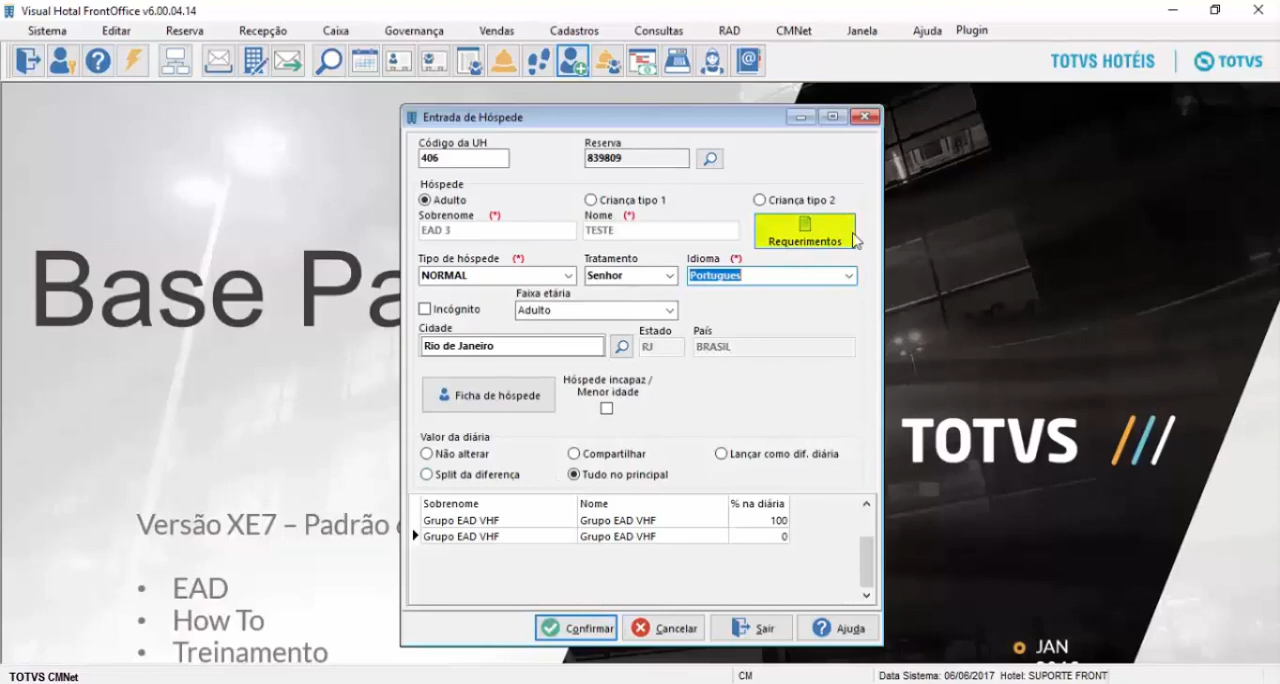 Visual Hotal FrontOffice v6.00.04.14
Sistema Editar Reserva Recepção Caixa Governança Vendas Cadastros Consultas RAD CMNet Janela Ajuda Plugin
TOTVS HOTÉIS TOTVS
Entrada de Hóspede
Código da UH Reserva
406 839809
Hóspede
Adulto Criança tipo 1 Criança tipo 2
Sobrenome (*) Nome (*)
EAD 3 TESTE
Requerimentos
Tipo de hóspede (*) Tratamento Idioma (*)
NORMAL Senhor Portugues
Faixa etária
Incógnito Adulto
Cidade Estado País
Rio de Janeiro RJ BRASIL
Ficha de hóspede
Hóspede incapaz /
Menor idade
Valor da diária
Não alterar Compartilhar Lançar como dif. diária
Split da diferença Tudo no principal
Sobrenome Nome % na diária
Grupo EAD VHF Grupo EAD VHF 100
Grupo EAD VHF Grupo EAD VHF 0
Confirmar Cancelar Sair Ajuda
Base Pa
Versão XE7 – Padrão
• EAD
• How To
• Treinamento
TOTVS
JAN
TOTVS CMNet CM Data Sistema: 06/06/2017 Hotel: SUPORTE FRONT